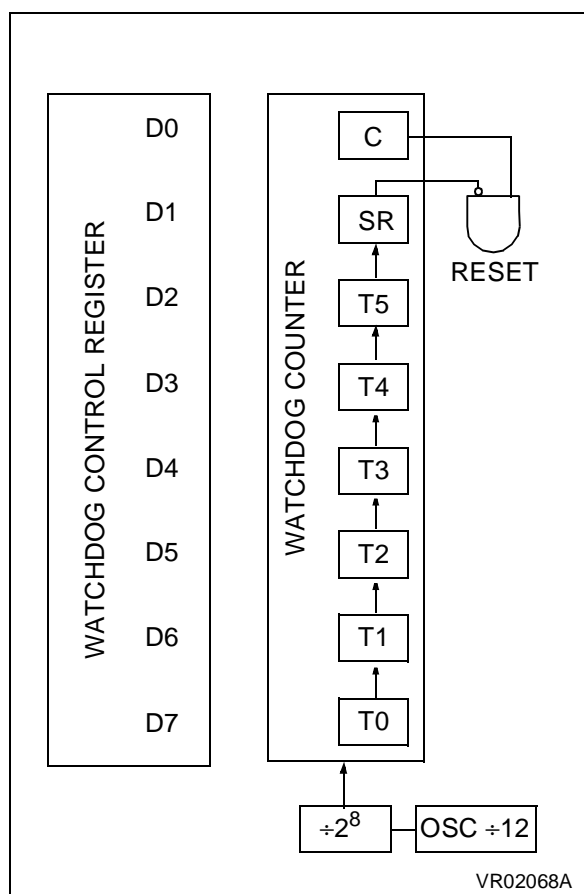 WATCHDOG CONTROL REGISTER
D0
D1
D2
D3
D4
D5
D6
D7
WATCHDOG COUNTER
C
SR
T5
T4
T3
T2
T1
T0
RESET
÷2⁸
OSC ÷12
VR02068A